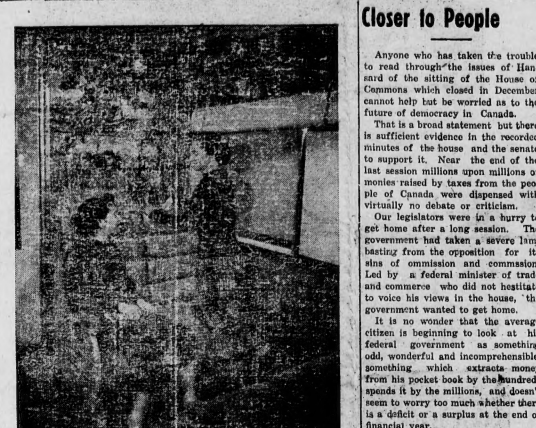 Closer to People
Anyone who has taken the trouble
to read through the issues of Han
sard of the sitting of the House of
Commons which closed in December
cannot help but be worried as to the
future of democracy in Canada.
That is a broad statement but there
is sufficient evidence in the recorded
minutes of the house and the senate
to support it. Near the end of the
last session millions upon millions of
monies raised by taxes from the peo
ple of Canada were dispensed with
virtually no debate or criticism.
Our legislators were in a hurry to
get home after a long session. The
government had taken a severe lam
basting from the opposition for it
sins of ommission and commssion
Led by a federal minister of trade
and commerce who did not hestitate
to voice his views in the house, the
government wanted to get home.
It is no wonder that the average
citizen is beginning to look at his
federal government as something
odd, wonderful and incomprehensible
something which extracts money
from his pocket book by the hundred
spends it by the millions, and doesn'
seem to worry too much whether there
is a deficit or a surplus at the end of
financial year.